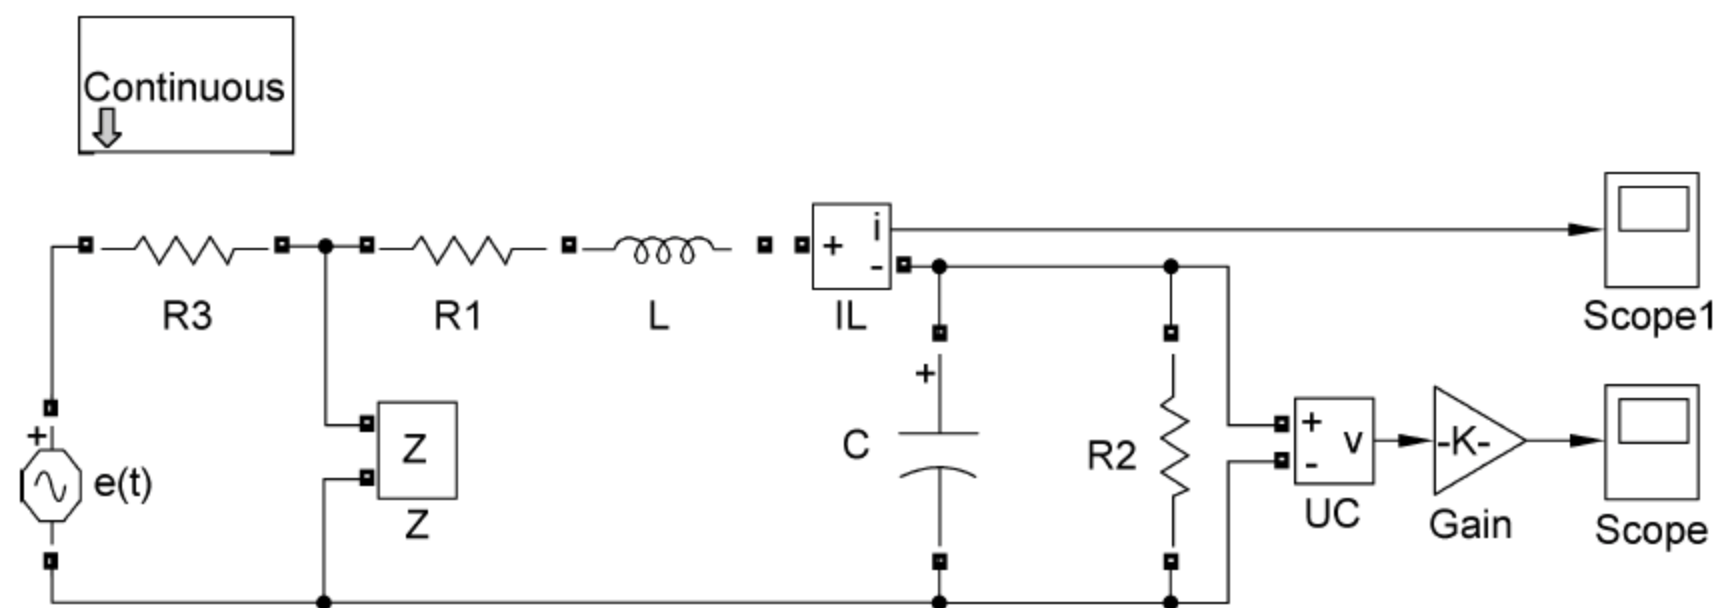 Continuous
i
+
-
R3
R1
L
IL
Scope1
+
+
e(t)
Z
Z
C
R2
+
-
v
UC
-K-
Gain
Scope